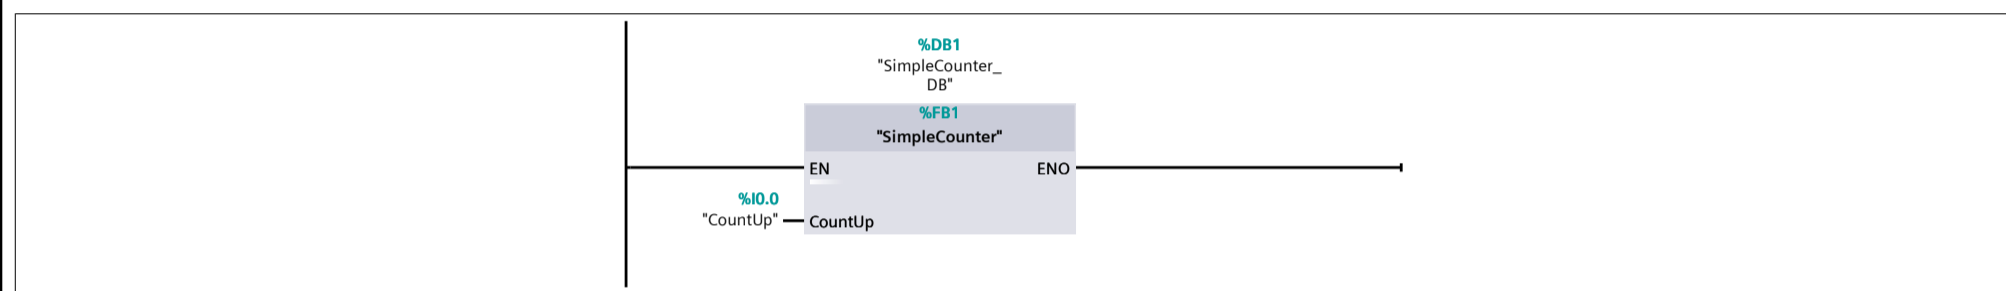 %DB1
"SimpleCounter_
DB"
%FB1
"SimpleCounter"
EN ENO
%I0.0
"CountUp" CountUp